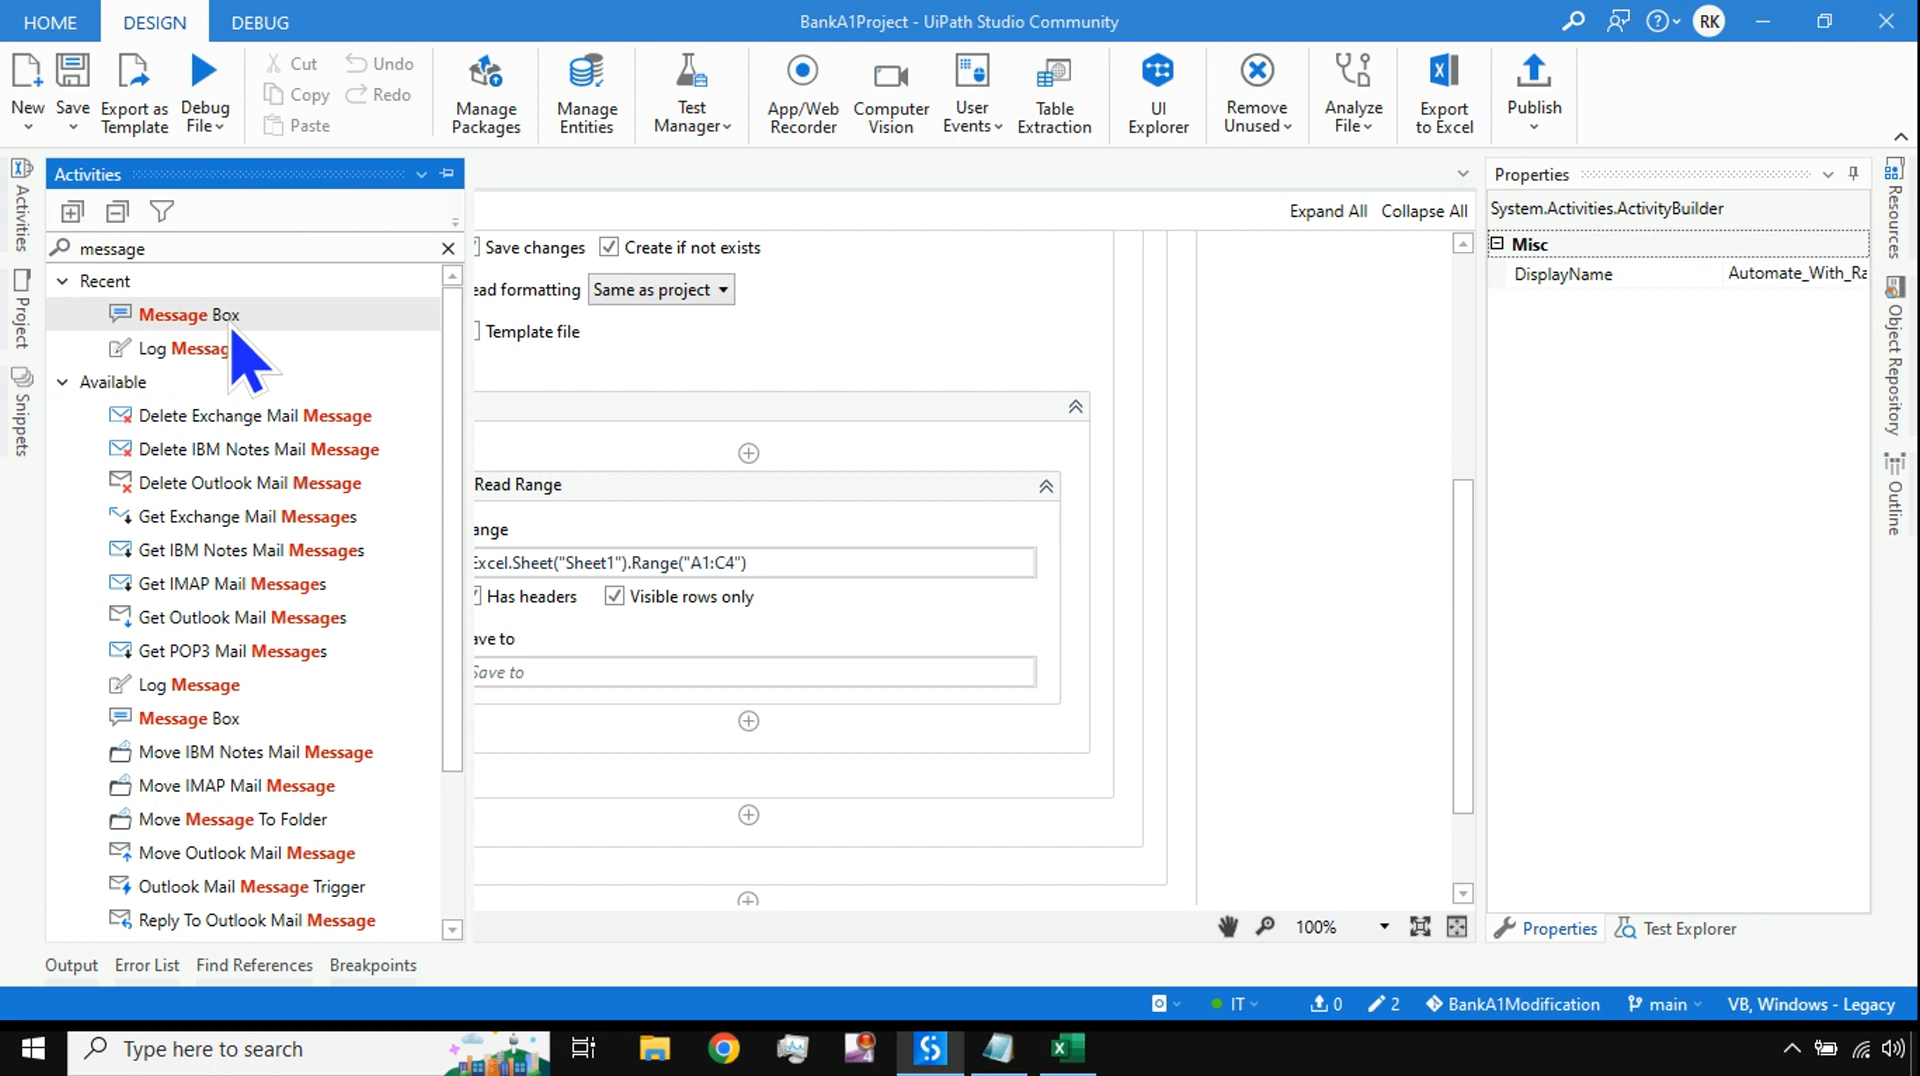 HOME DESIGN DEBUG BankA1Project - UiPath Studio Community RK
New Save Export as Template Debug File Cut Copy Paste Undo Redo Manage Packages Manage Entities Test Manager App/Web Recorder Computer Vision User Events Table Extraction UI Explorer Remove Unused Analyze File Export to Excel Publish
Activities
Project
Snippets
Activities
message
Recent
Message Box
Log Messag
Available
Delete Exchange Mail Message
Delete IBM Notes Mail Message
Delete Outlook Mail Message
Get Exchange Mail Messages
Get IBM Notes Mail Messages
Get IMAP Mail Messages
Get Outlook Mail Messages
Get POP3 Mail Messages
Log Message
Message Box
Move IBM Notes Mail Message
Move IMAP Mail Message
Move Message To Folder
Move Outlook Mail Message
Outlook Mail Message Trigger
Reply To Outlook Mail Message
Expand All Collapse All
Save changes Create if not exists
ead formatting Same as project
Template file
Read Range
ange
Excel.Sheet("Sheet1").Range("A1:C4")
Has headers Visible rows only
ave to
Save to
100%
Properties
System.Activities.ActivityBuilder
Misc
DisplayName Automate_With_Ra
Properties Test Explorer
Resources
Object Repository
Outline
Output Error List Find References Breakpoints
IT 0 2 BankA1Modification main VB, Windows - Legacy
Type here to search
4